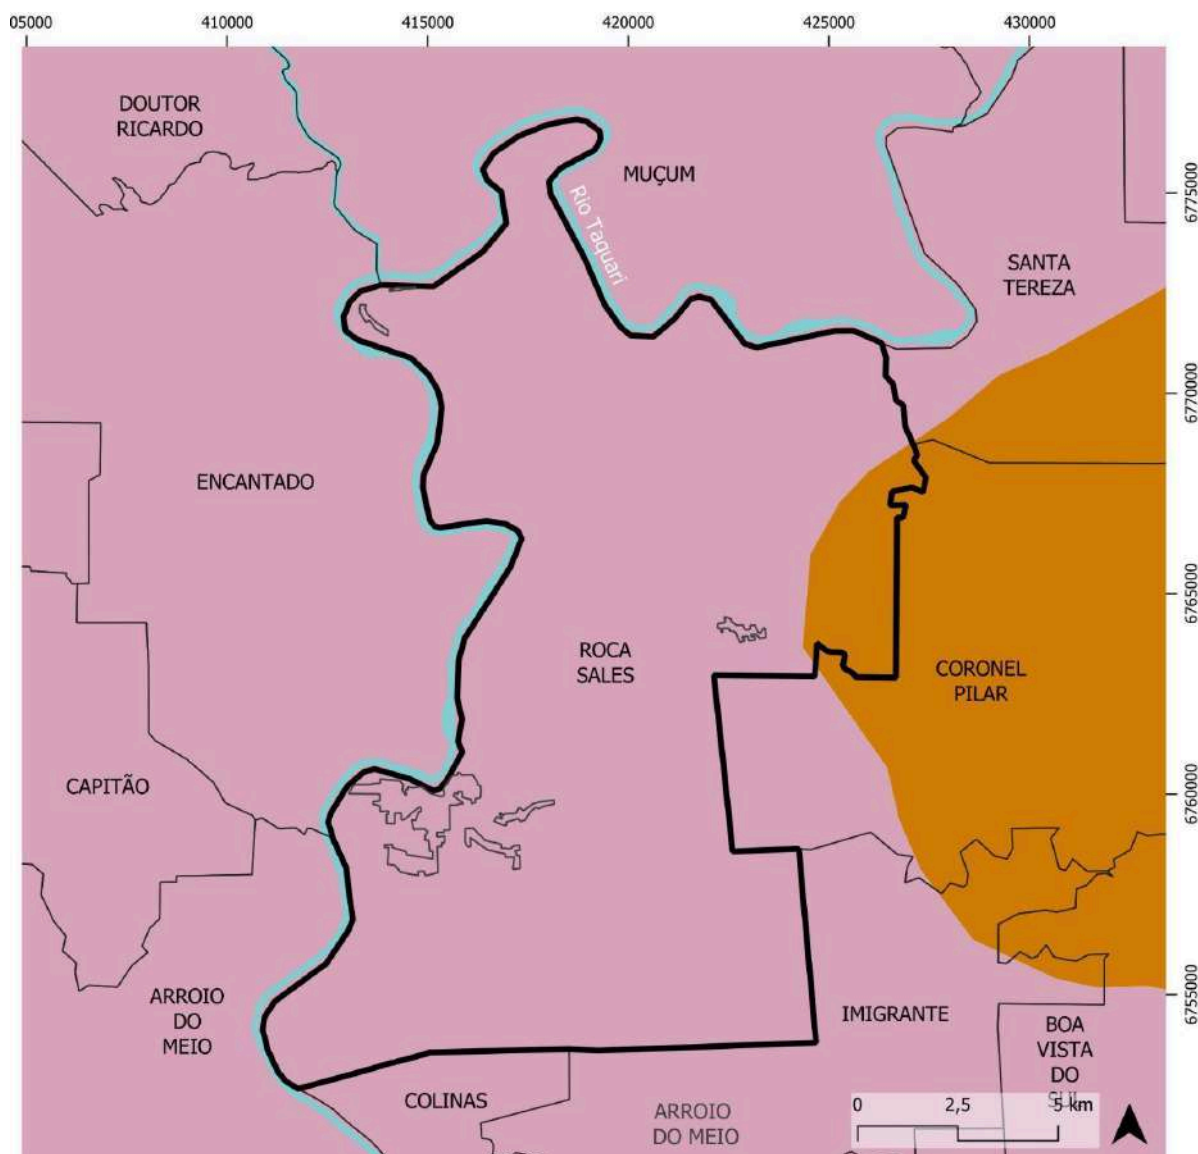 05000 410000 415000 420000 425000 430000
DOUTOR
RICARDO
MUÇUM
6775000
Rio Taquari
SANTA
TEREZA
6770000
ENCANTADO
6765000
ROCA
SALES
CORONEL
PILAR
CAPITÃO
6760000
ARROIO
DO
MEIO
6755000
IMIGRANTE
BOA
VISTA
DO
SUL
COLINAS
ARROIO
DO MEIO
0 2,5 5 km